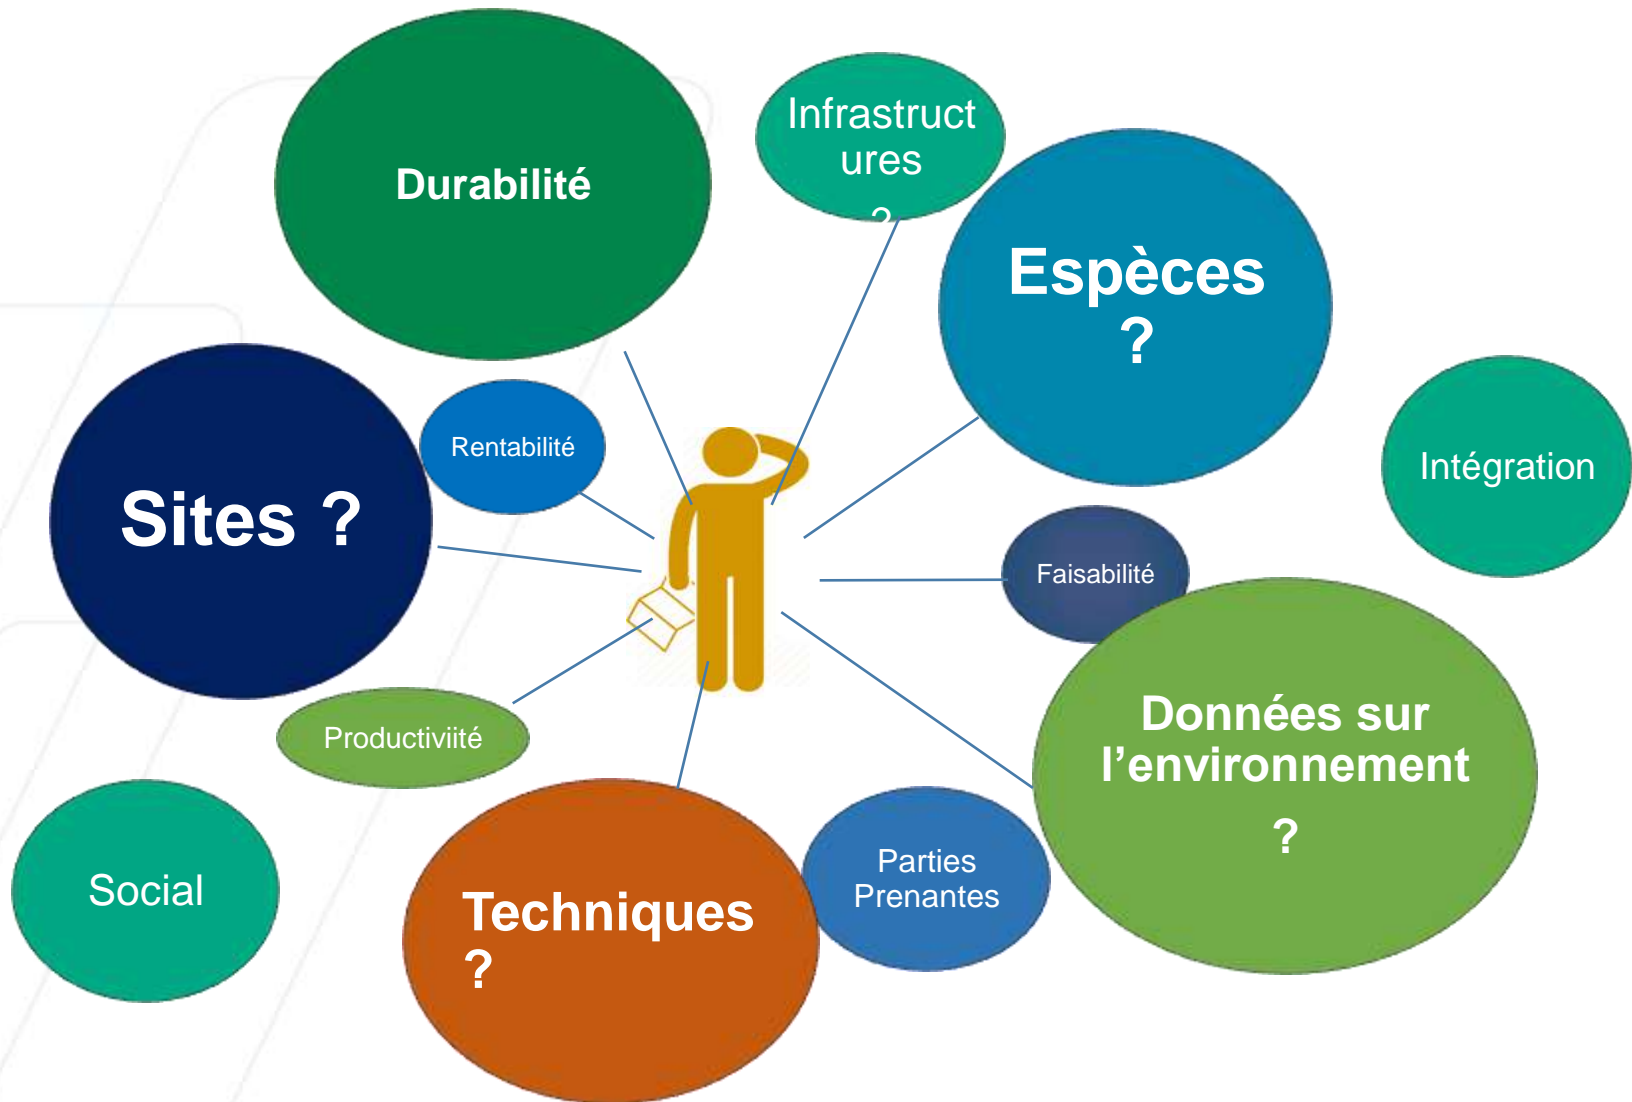 Durabilité
Infrastruct
ures
?
Espèces
?
Rentabilité
Intégration
Sites ?
Faisabilité
Données sur
l’environnement
?
Productiviité
Social
Techniques
?
Parties
Prenantes